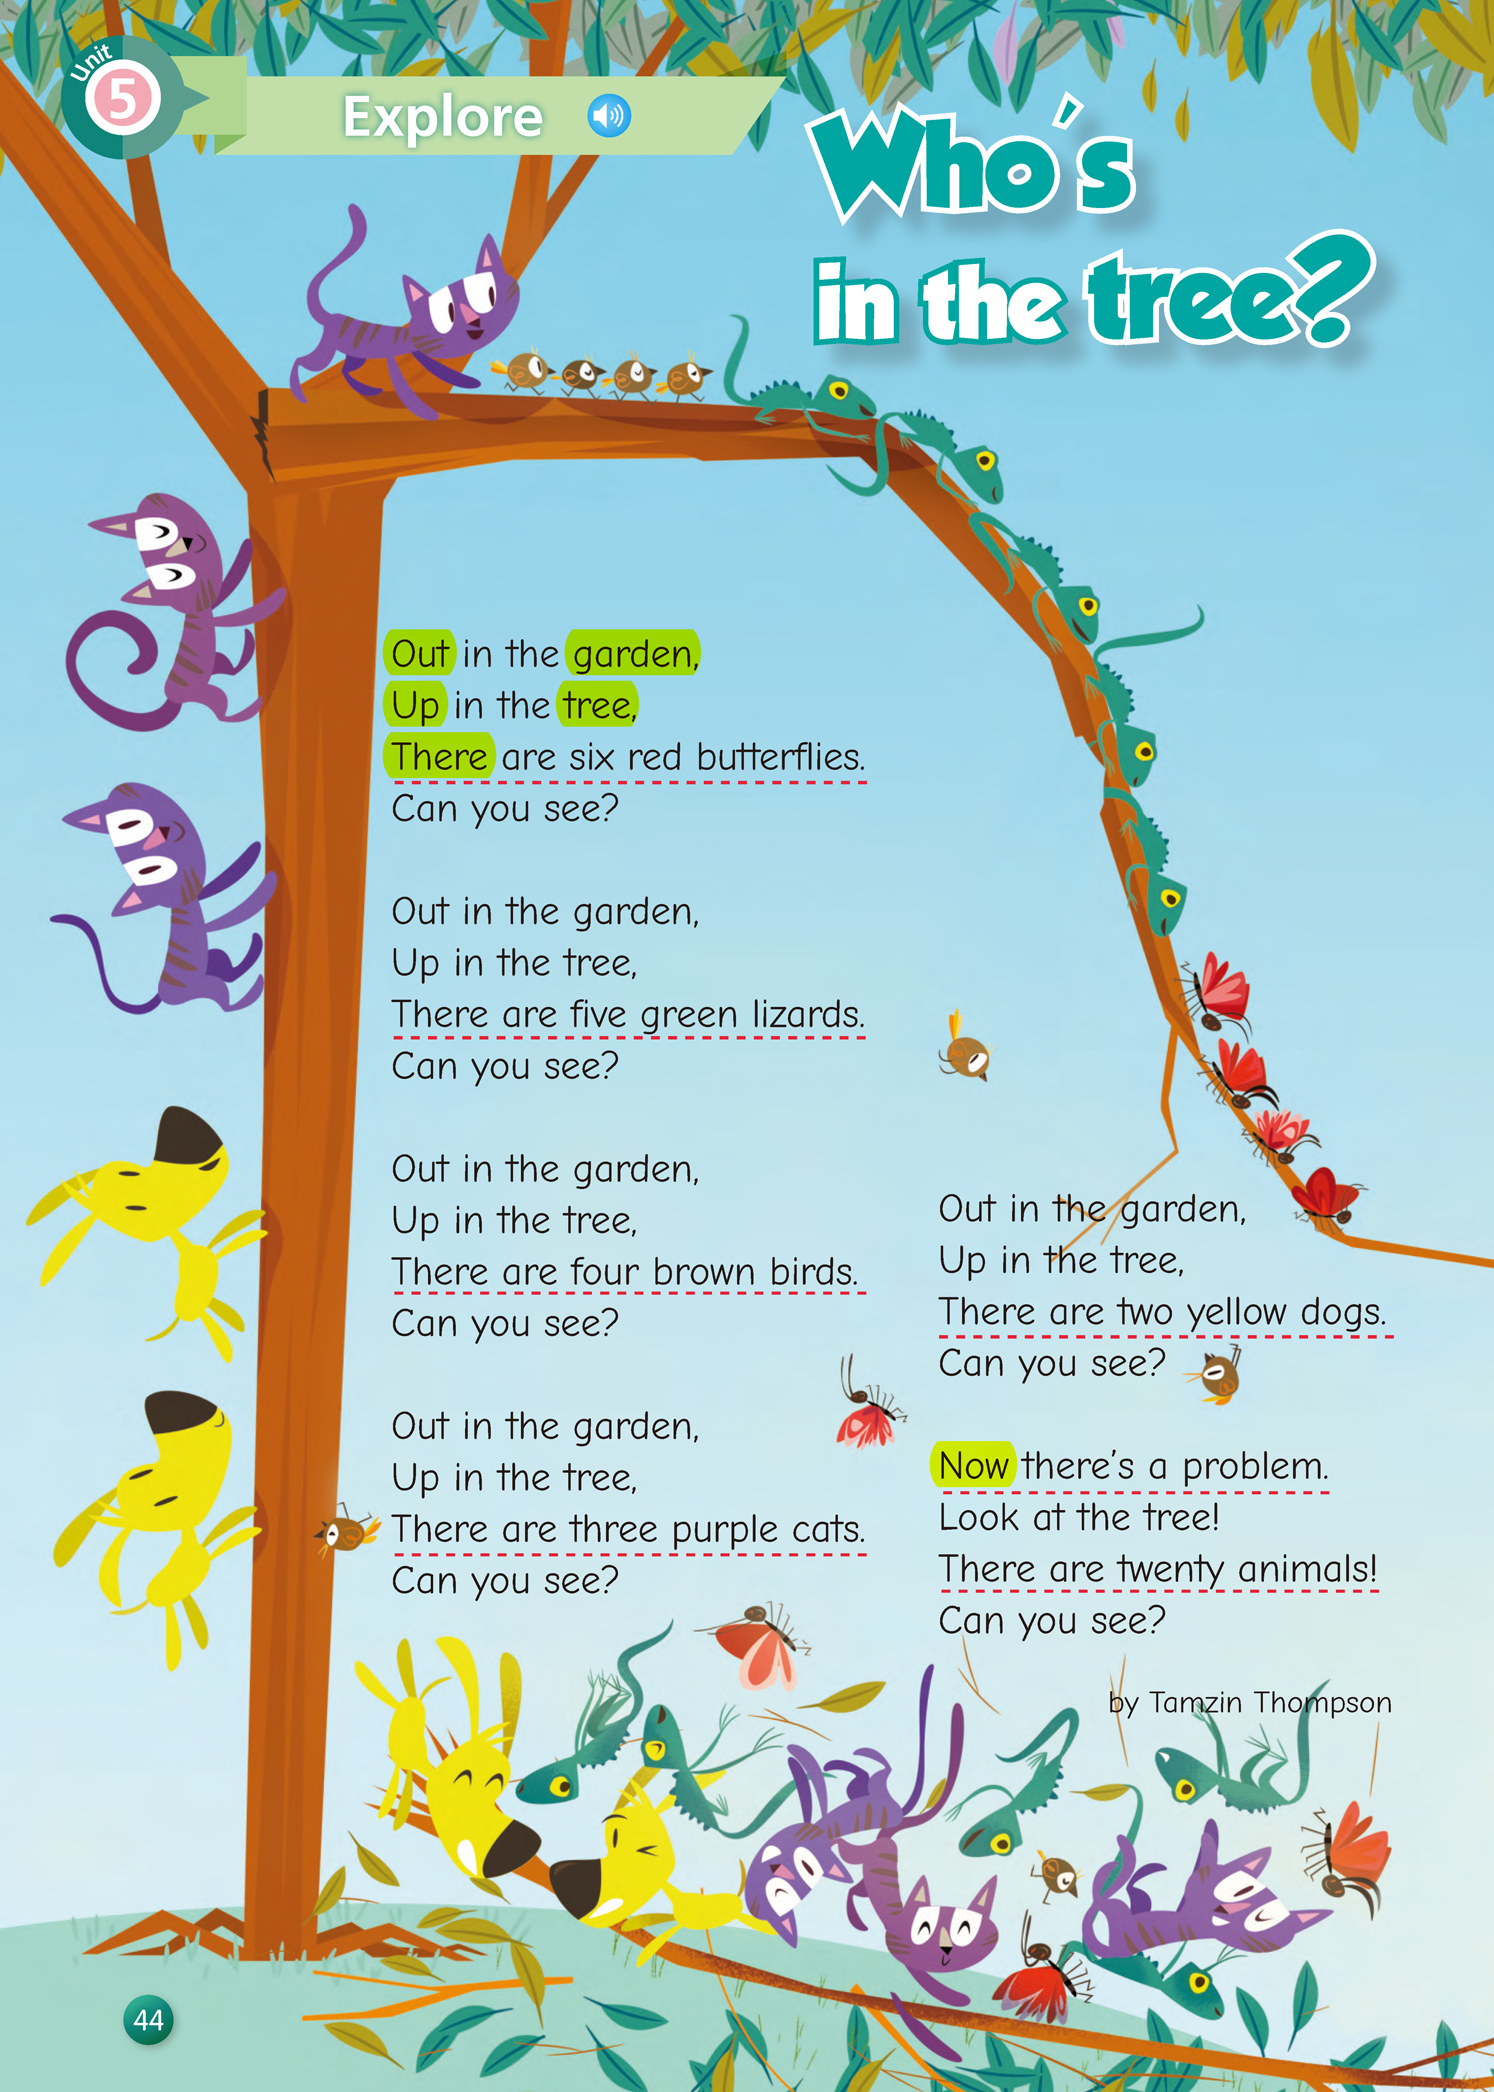 Unit
5
Explore
Who's
in the tree?
Out in the garden,
Up in the tree,
There are six red butterflies.
Can you see?
Out in the garden,
Up in the tree,
There are five green lizards.
Can you see?
Out in the garden,
Up in the tree,
There are four brown birds.
Can you see?
Out in the garden,
Up in the tree,
There are three purple cats.
Can you see?
Out in the garden,
Up in the tree,
There are two yellow dogs.
Can you see?
Now there's a problem.
Look at the tree!
There are twenty animals!
Can you see?
by Tamzin Thompson
44